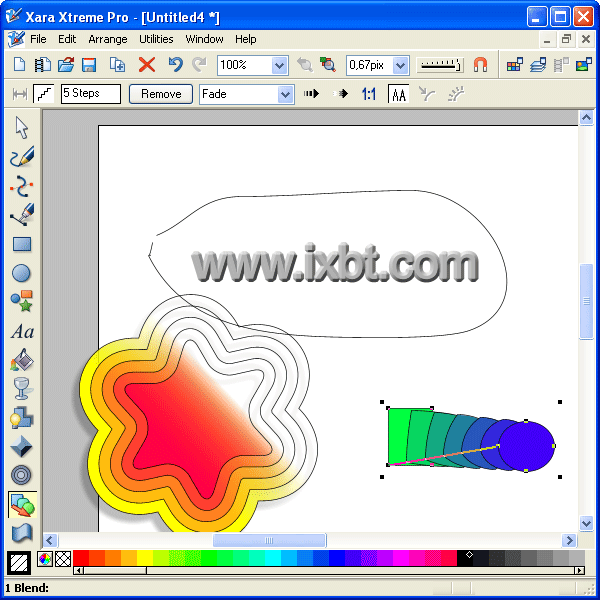 Xara Xtreme Pro - [Untitled4 *]
File Edit Arrange Utilities Window Help
100% 0,67pix
5 Steps Remove Fade 1:1 AA
www.ixbt.com
Aa
1 Blend: